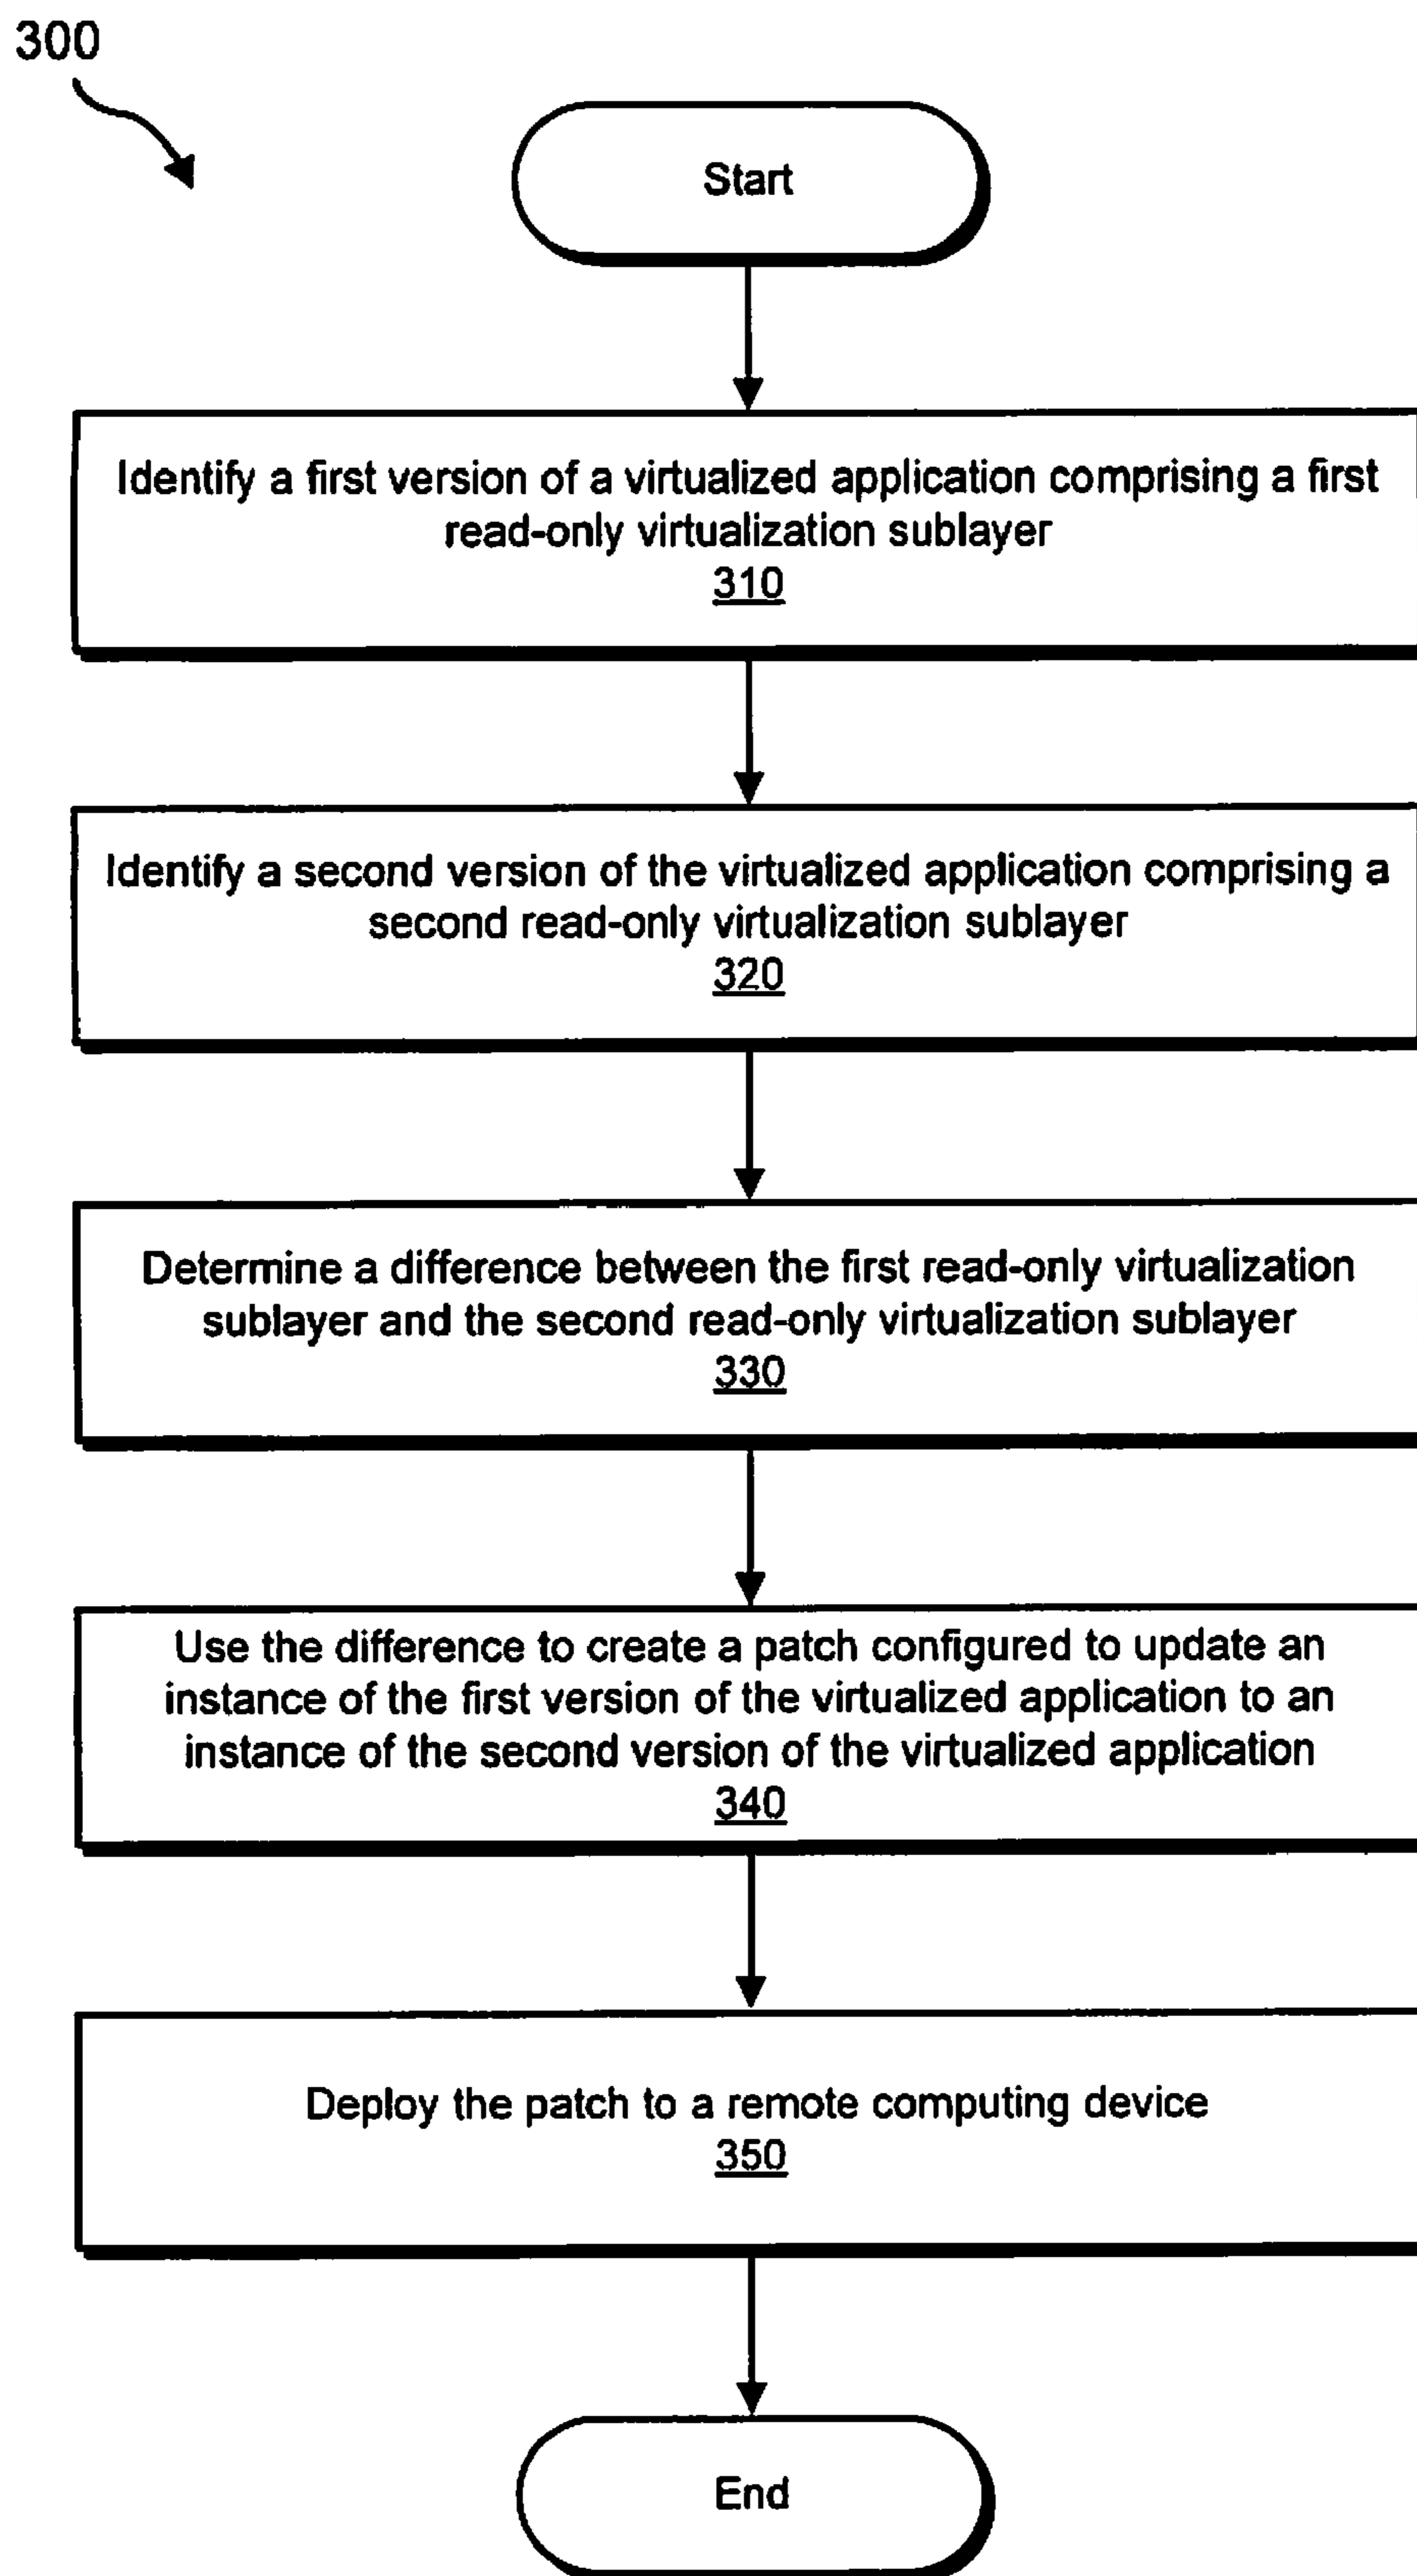 300
Start
Identify a first version of a virtualized application comprising a first
read-only virtualization sublayer
310
Identify a second version of the virtualized application comprising a
second read-only virtualization sublayer
320
Determine a difference between the first read-only virtualization
sublayer and the second read-only virtualization sublayer
330
Use the difference to create a patch configured to update an
instance of the first version of the virtualized application to an
instance of the second version of the virtualized application
340
Deploy the patch to a remote computing device
350
End